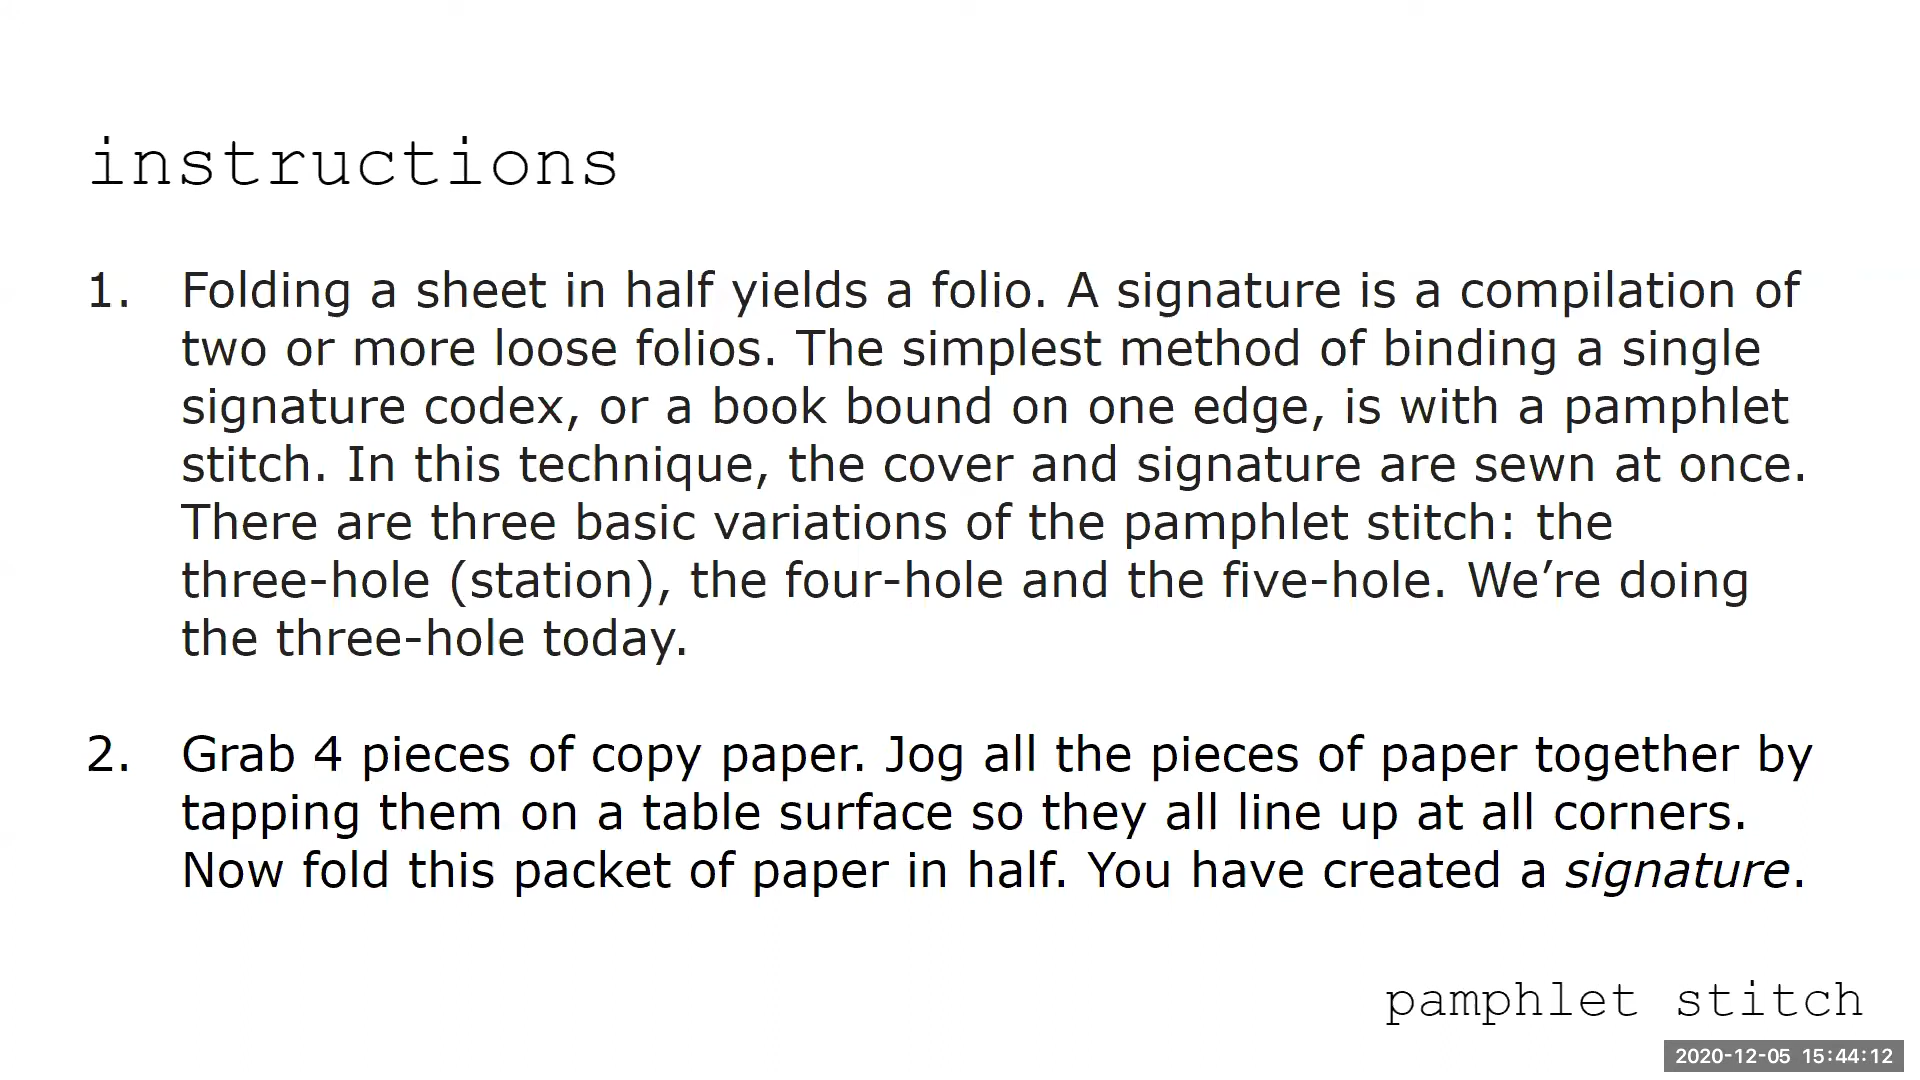 instructions
1. Folding a sheet in half yields a folio. A signature is a compilation of
two or more loose folios. The simplest method of binding a single
signature codex, or a book bound on one edge, is with a pamphlet
stitch. In this technique, the cover and signature are sewn at once.
There are three basic variations of the pamphlet stitch: the
three-hole (station), the four-hole and the five-hole. We’re doing
the three-hole today.
2. Grab 4 pieces of copy paper. Jog all the pieces of paper together by
tapping them on a table surface so they all line up at all corners.
Now fold this packet of paper in half. You have created a signature.
pamphlet stitch
2020-12-05 15:44:12